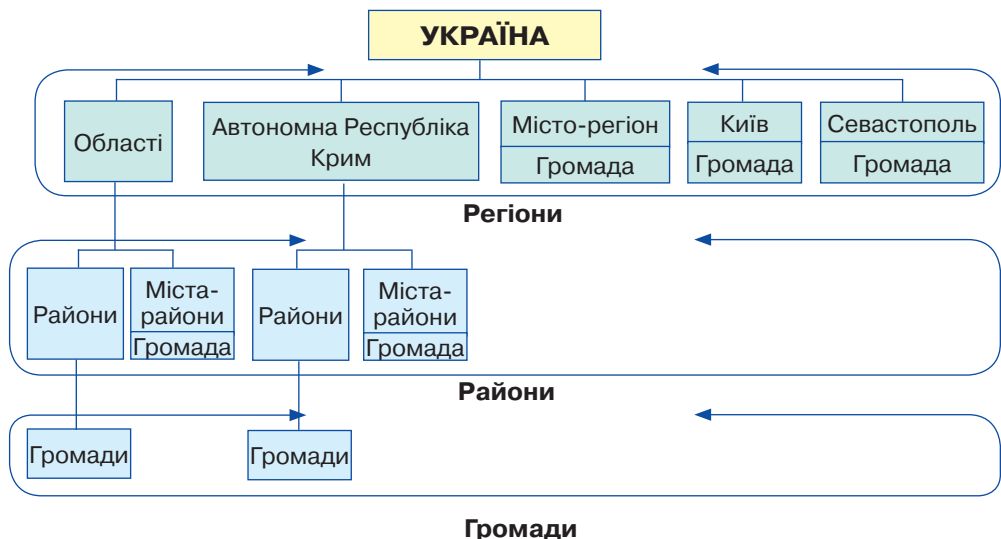 УКРАЇНА
Області
Автономна Республіка
Крим
Місто-регіон
Громада
Київ
Громада
Севастополь
Громада
Регіони
Райони
Міста-
райони
Громада
Райони
Міста-
райони
Громада
Райони
Громади
Громади
Громади